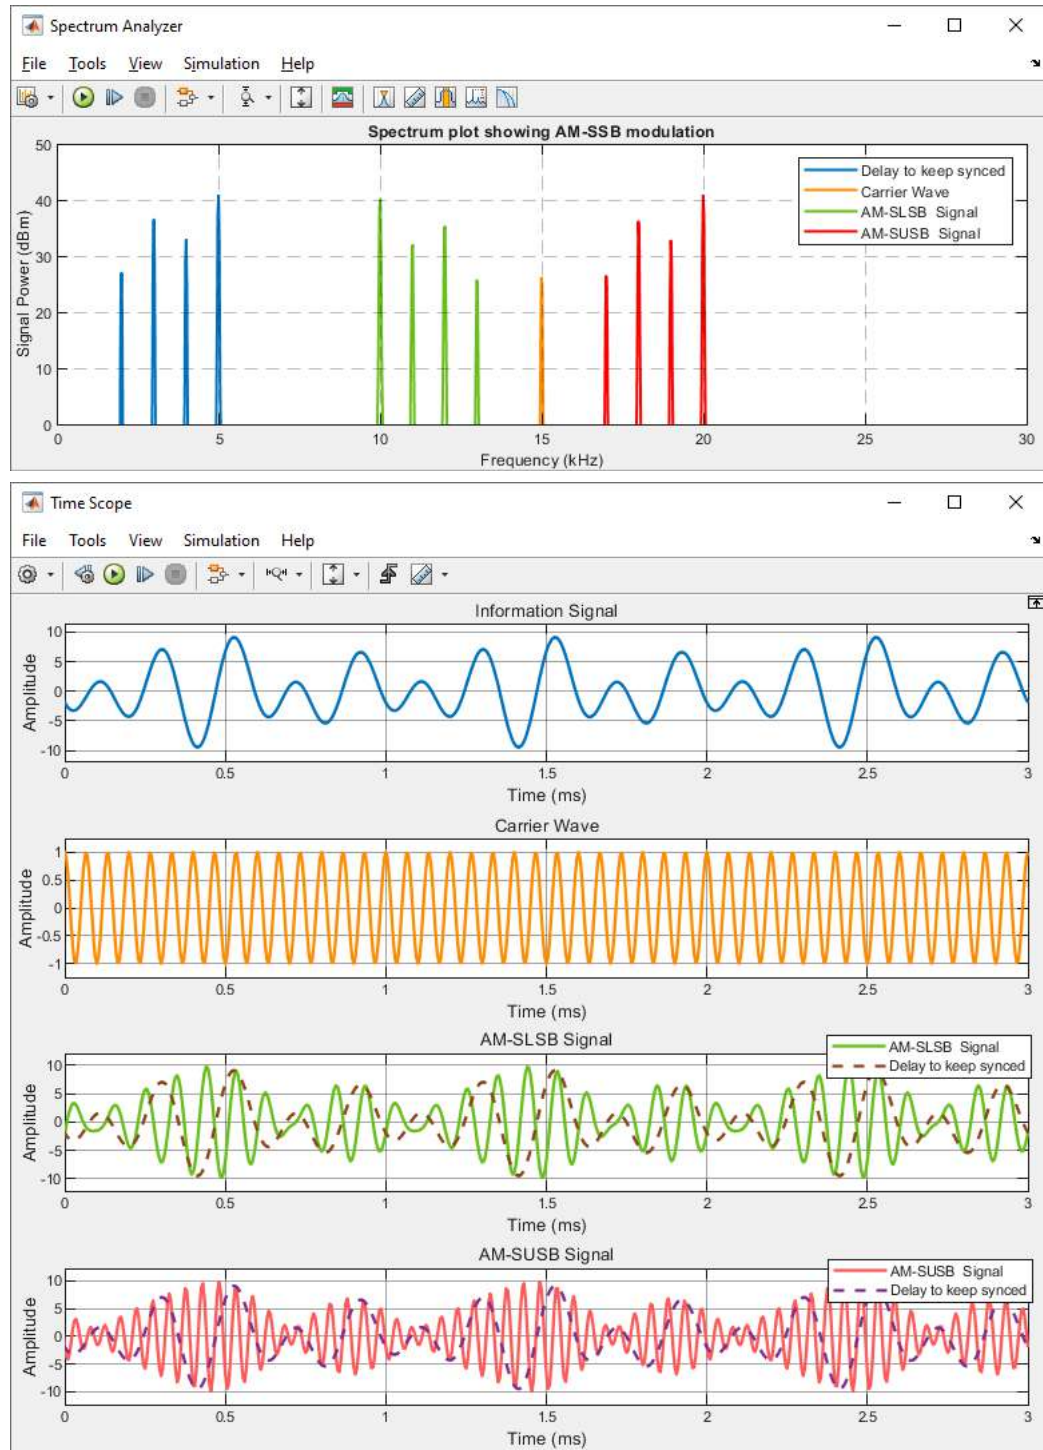 Spectrum Analyzer
File Tools View Simulation Help
Spectrum plot showing AM-SSB modulation
50
40
30
20
10
0
Signal Power (dBm)
0 5 10 15 20 25 30
Frequency (kHz)
Delay to keep synced
Carrier Wave
AM-SLSB Signal
AM-SUSB Signal
Time Scope
File Tools View Simulation Help
Information Signal
10
5
0
-5
-10
Amplitude
0 0.5 1 1.5 2 2.5 3
Time (ms)
Carrier Wave
1
0.5
0
-0.5
-1
Amplitude
0 0.5 1 1.5 2 2.5 3
Time (ms)
AM-SLSB Signal
AM-SLSB Signal
Delay to keep synced
10
5
0
-5
-10
Amplitude
0 0.5 1 1.5 2 2.5 3
Time (ms)
AM-SUSB Signal
AM-SUSB Signal
Delay to keep synced
10
5
0
-5
-10
Amplitude
0 0.5 1 1.5 2 2.5 3
Time (ms)